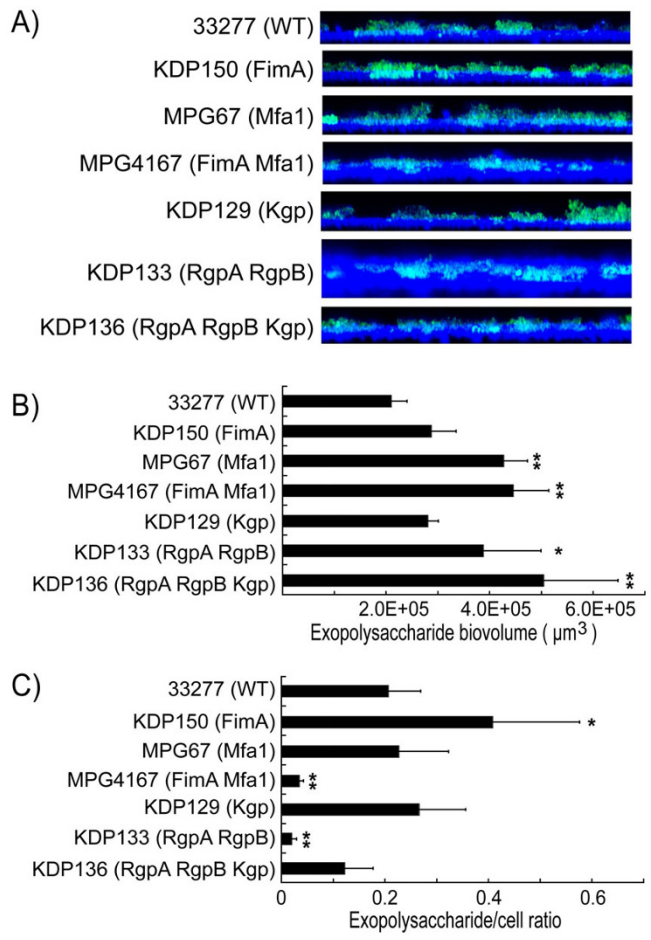 A)
33277 (WT)
KDP150 (FimA)
MPG67 (Mfa1)
MPG4167 (FimA Mfa1)
KDP129 (Kgp)
KDP133 (RgpA RgpB)
KDP136 (RgpA RgpB Kgp)
B)
33277 (WT)
KDP150 (FimA)
MPG67 (Mfa1) **
MPG4167 (FimA Mfa1) **
KDP129 (Kgp)
KDP133 (RgpA RgpB) *
KDP136 (RgpA RgpB Kgp) **
2.0E+05 4.0E+05 6.0E+05
Exopolysaccharide biovolume ( µm³ )
C)
33277 (WT)
KDP150 (FimA) *
MPG67 (Mfa1)
MPG4167 (FimA Mfa1) **
KDP129 (Kgp)
KDP133 (RgpA RgpB) **
KDP136 (RgpA RgpB Kgp)
0 0.2 0.4 0.6
Exopolysaccharide/cell ratio